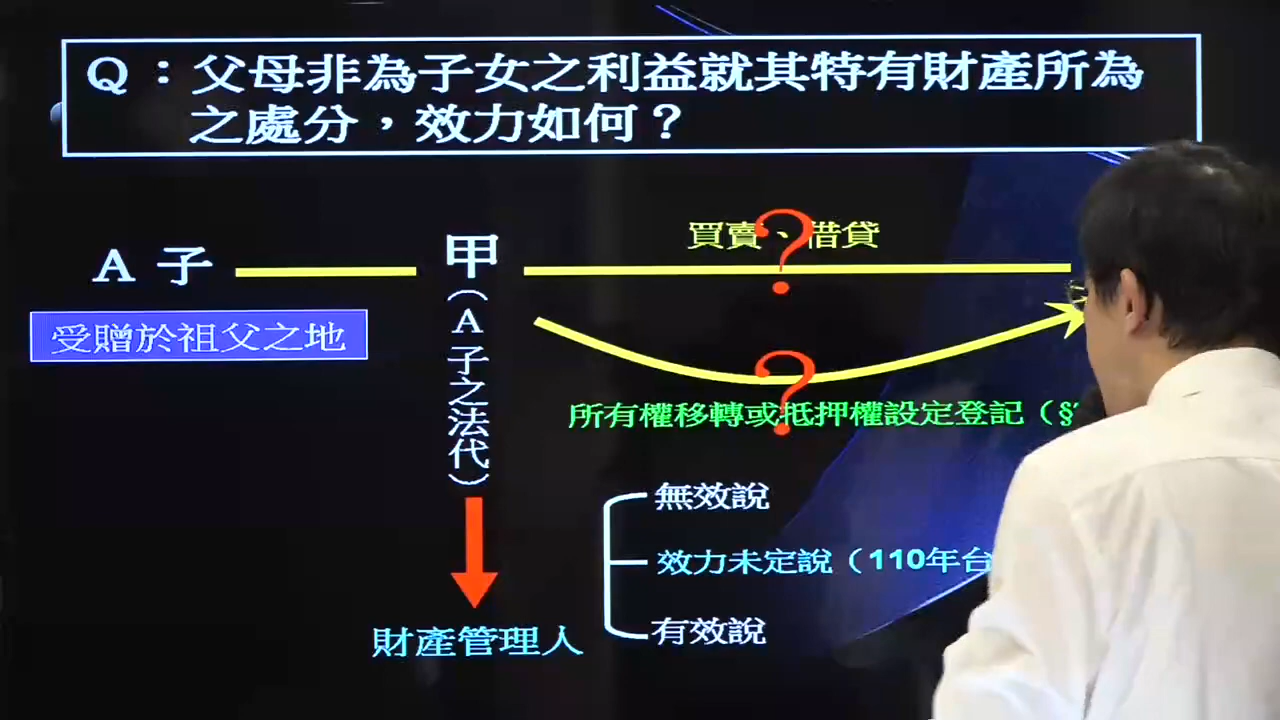 Q：父母非為子女之利益就其特有財產所為
之處分，效力如何？
買賣、借貸
?
A 子
甲
（A子之法代）
受贈於祖父之地
?
所有權移轉或抵押權設定登記（§
無效說
效力未定說（110年台
有效說
財產管理人